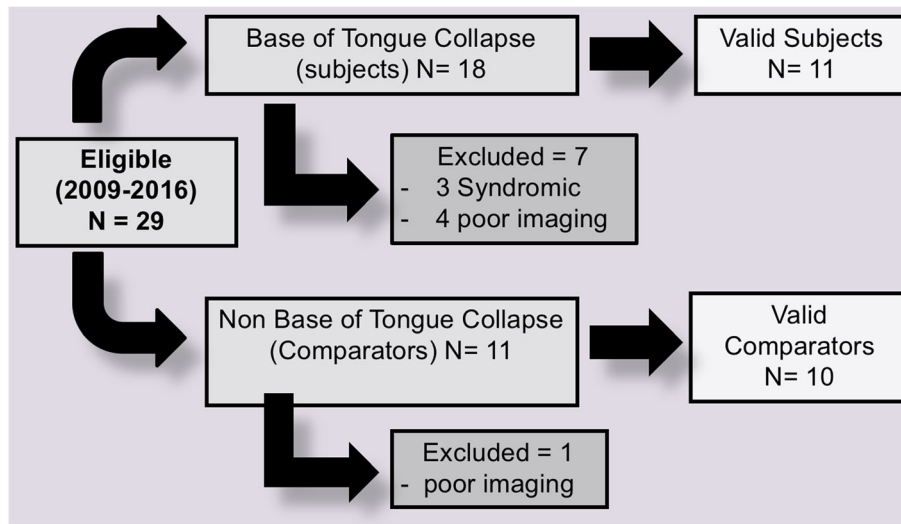 Base of Tongue Collapse
(subjects) N= 18
Valid Subjects
N= 11
Eligible
(2009-2016)
N = 29
Excluded = 7
- 3 Syndromic
- 4 poor imaging
Non Base of Tongue Collapse
(Comparators) N= 11
Valid
Comparators
N= 10
Excluded = 1
- poor imaging